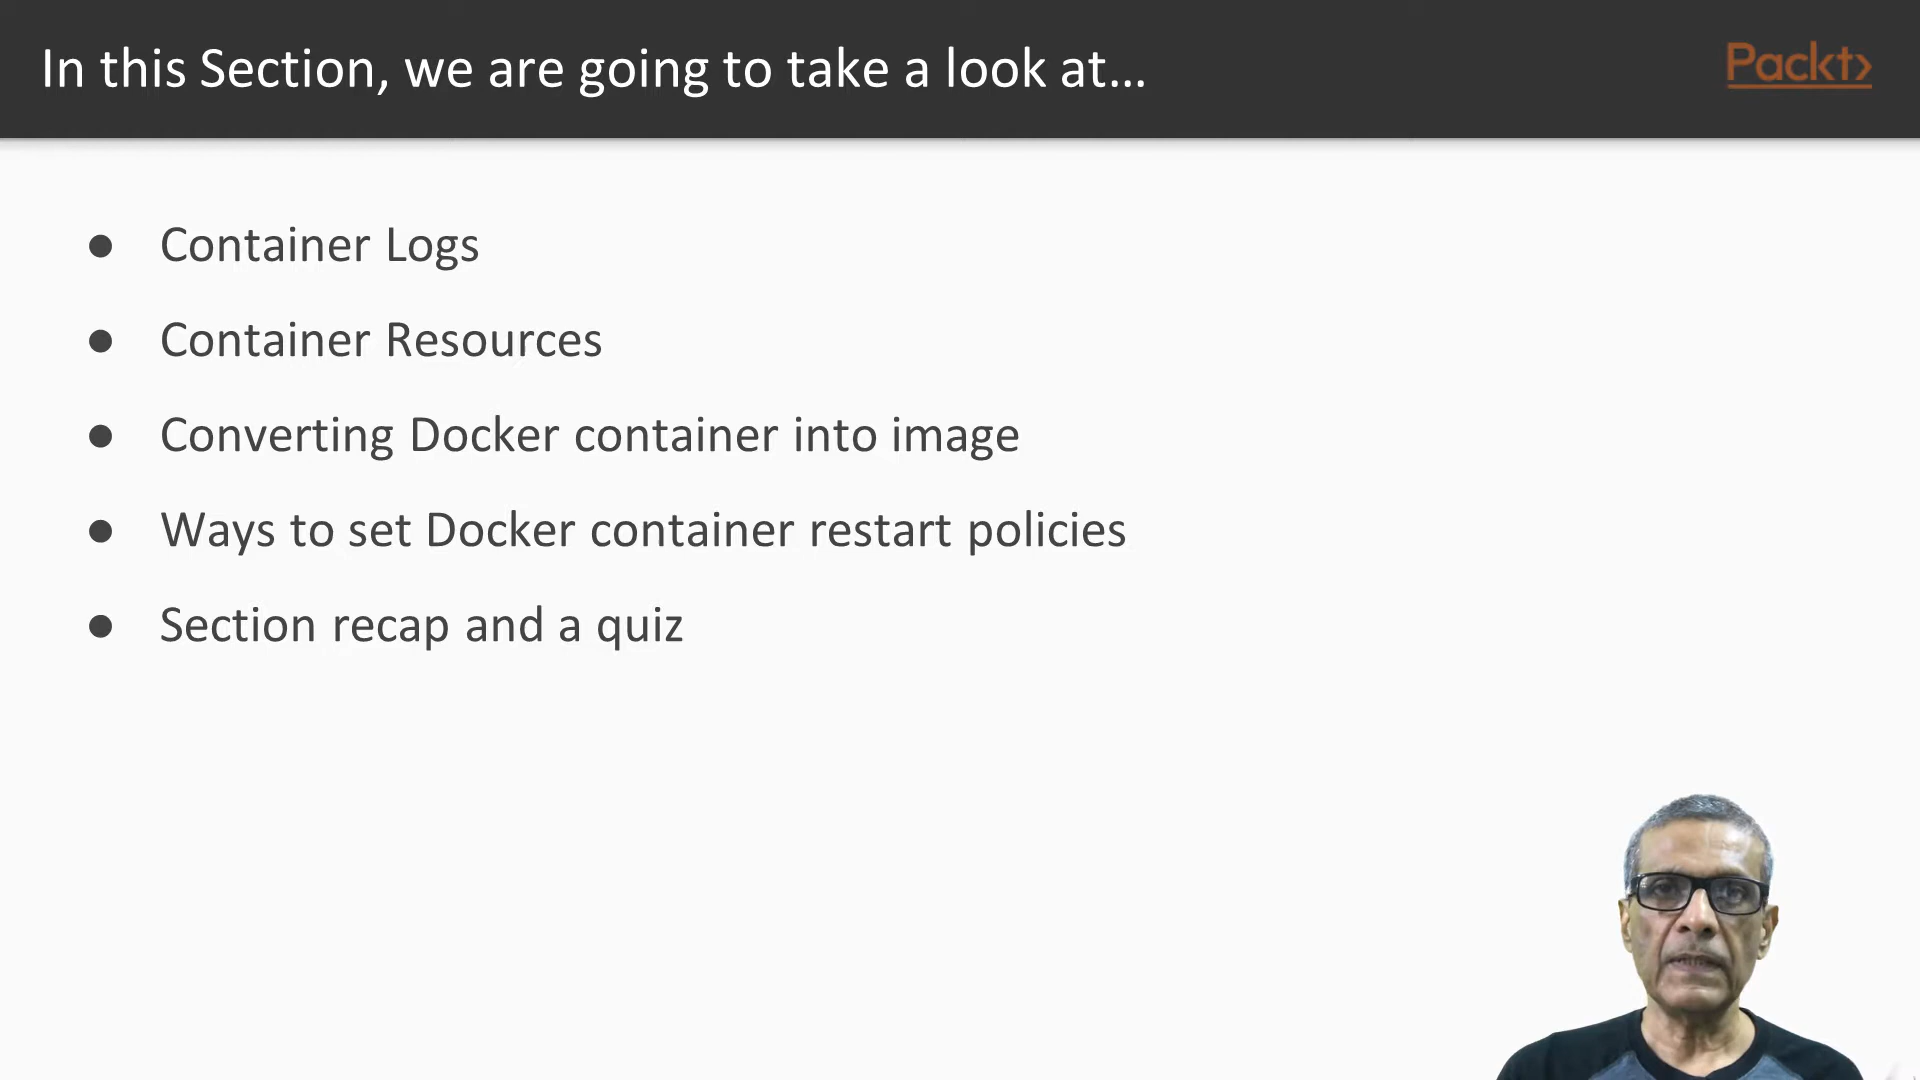 In this Section, we are going to take a look at...
Packt>
● Container Logs
● Container Resources
● Converting Docker container into image
● Ways to set Docker container restart policies
● Section recap and a quiz